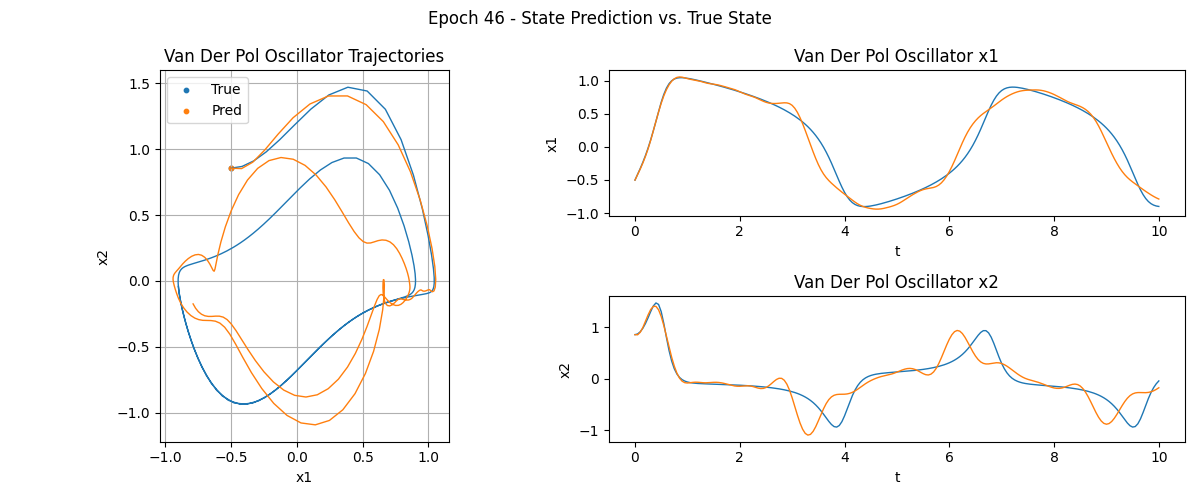 Epoch 46 - State Prediction vs. True State
Van Der Pol Oscillator Trajectories
True
Pred
1.5
1.0
0.5
0.0
−0.5
−1.0
x2
−1.0
−0.5
0.0
0.5
1.0
x1
Van Der Pol Oscillator x1
1.0
0.5
0.0
−0.5
−1.0
x1
0
2
4
6
8
10
t
Van Der Pol Oscillator x2
1
0
−1
x2
0
2
4
6
8
10
t